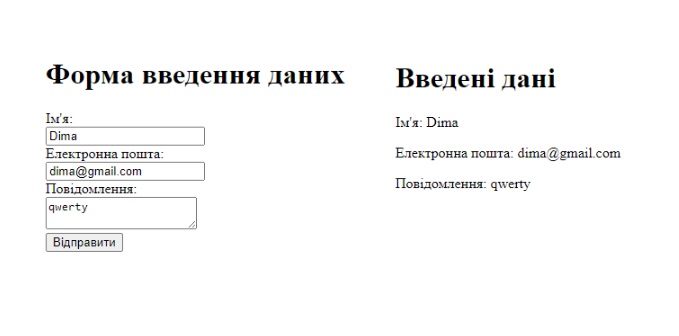 Форма введення даних
Ім'я:
Dima
Електронна пошта:
dima@gmail.com
Повідомлення:
qwerty
Відправити
Введені дані
Ім'я: Dima
Електронна пошта: dima@gmail.com
Повідомлення: qwerty